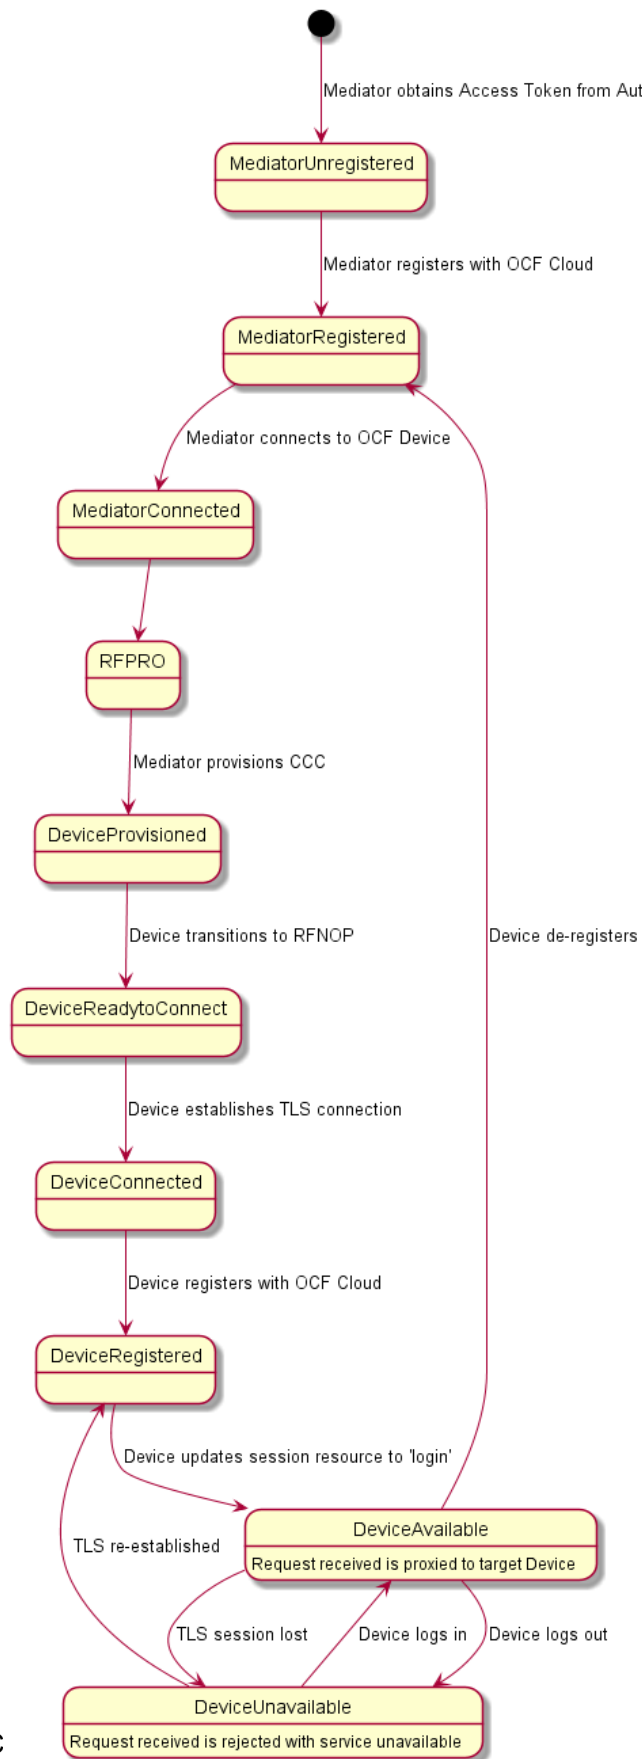 Mediator obtains Access Token from Aut
MediatorUnregistered
Mediator registers with OCF Cloud
MediatorRegistered
Mediator connects to OCF Device
MediatorConnected
RFPRO
Mediator provisions CCC
DeviceProvisioned
Device transitions to RFNOP
Device de-registers
DeviceReadytoConnect
Device establishes TLS connection
DeviceConnected
Device registers with OCF Cloud
DeviceRegistered
Device updates session resource to 'login'
DeviceAvailable
Request received is proxied to target Device
TLS re-established
TLS session lost
Device logs in
Device logs out
DeviceUnavailable
Request received is rejected with service unavailable